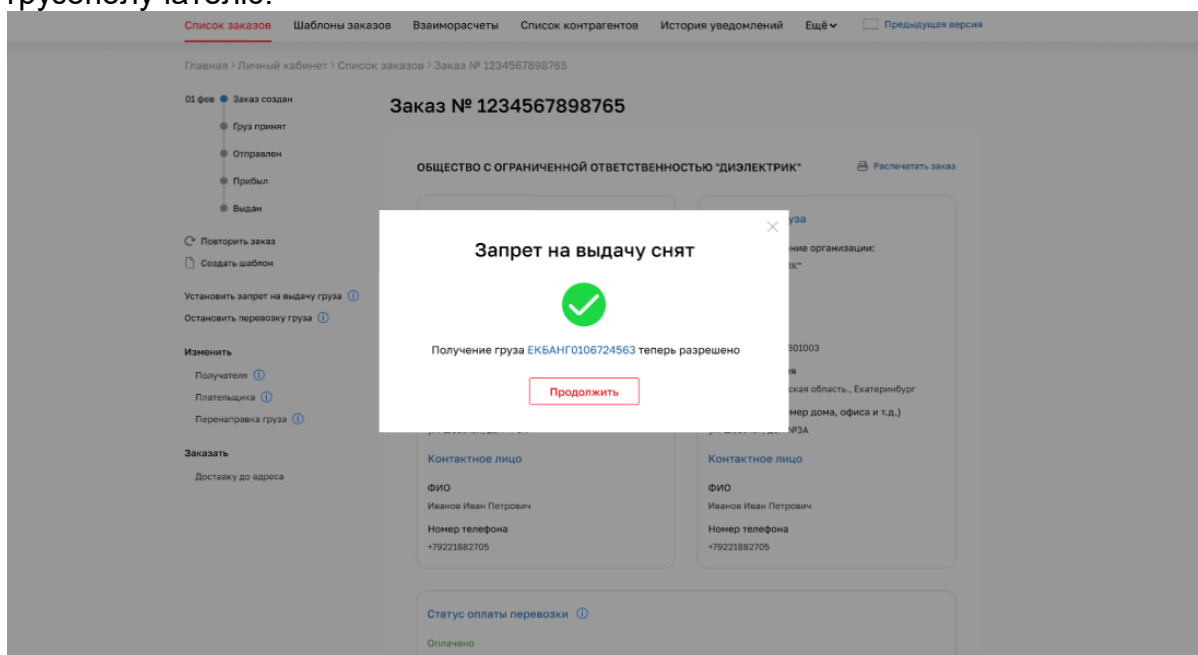 грузополучателю.
Список заказов Шаблоны заказов Взаиморасчеты Список контрагентов История уведомлений Ещё Предыдущая версия
Главная > Личный кабинет > Список заказов > Заказ № 1234567898765
01 фев Заказ создан
Груз принят
Отправлен
Прибыл
Выдан
Повторить заказ
Создать шаблон
Установить запрет на выдачу груза
Остановить перевозку груза
Изменить
Получателя
Плательщика
Перенаправка груза
Заказать
Доставку до адреса
Заказ № 1234567898765
ОБЩЕСТВО С ОГРАНИЧЕННОЙ ОТВЕТСТВЕННОСТЬЮ "ДИЭЛЕКТРИК"
Распечатать заказ
Запрет на выдачу снят
Получение груза ЕКБАНГ0106724563 теперь разрешено
Продолжить
организации:
501003
область., Екатеринбург
дома, офиса и т.д.)
№3А
Контактное лицо
ФИО
Иванов Иван Петрович
Номер телефона
+79221882705
Контактное лицо
ФИО
Иванов Иван Петрович
Номер телефона
+79221882705
Статус оплаты перевозки
Оплачено